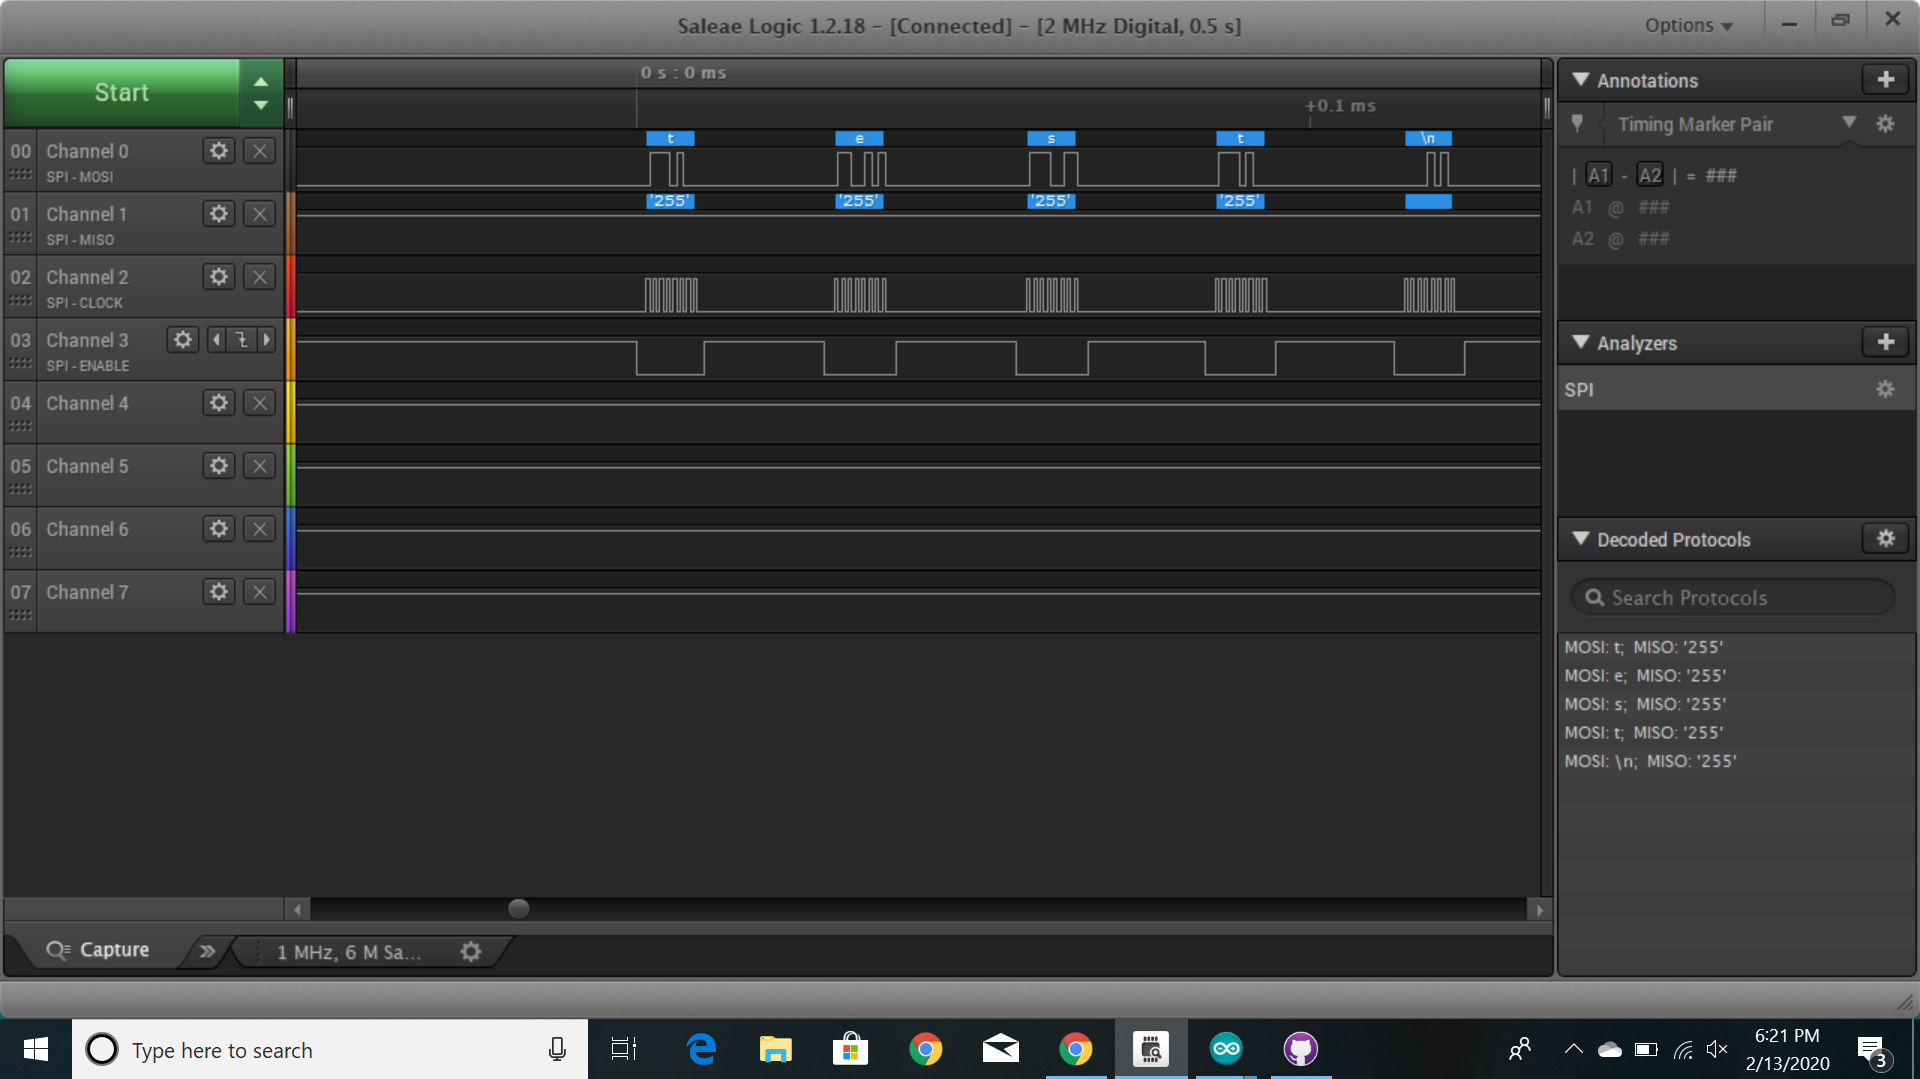 Saleae Logic 1.2.18 - [Connected] - [2 MHz Digital, 0.5 s]
Options
Start
0 s : 0 ms
+0.1 ms
00 Channel 0
SPI - MOSI
t e s t \n
01 Channel 1
SPI - MISO
'255' '255' '255' '255'
02 Channel 2
SPI - CLOCK
03 Channel 3
SPI - ENABLE
04 Channel 4
05 Channel 5
06 Channel 6
07 Channel 7
Capture
1 MHz, 6 M Sa...
Annotations
Timing Marker Pair
| A1 - A2 | = ###
A1 @ ###
A2 @ ###
Analyzers
SPI
Decoded Protocols
Search Protocols
MOSI: t; MISO: '255'
MOSI: e; MISO: '255'
MOSI: s; MISO: '255'
MOSI: t; MISO: '255'
MOSI: \n; MISO: '255'
Type here to search
6:21 PM
2/13/2020
3